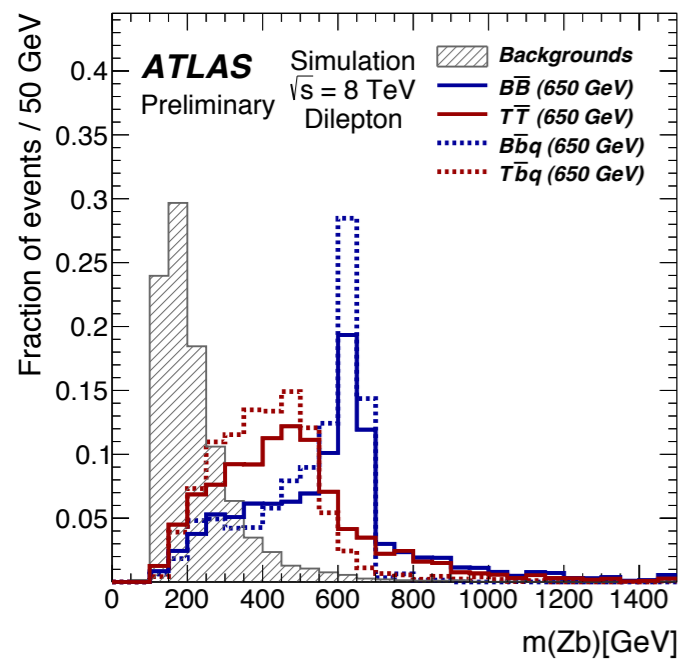 Fraction of events / 50 GeV
0.4
0.35
0.3
0.25
0.2
0.15
0.1
0.05
ATLAS
Preliminary
Simulation
√s = 8 TeV
Dilepton
Backgrounds
BB̅ (650 GeV)
TT̅ (650 GeV)
Bb̅q (650 GeV)
Tb̅q (650 GeV)
0 200 400 600 800 1000 1200 1400
m(Zb)[GeV]